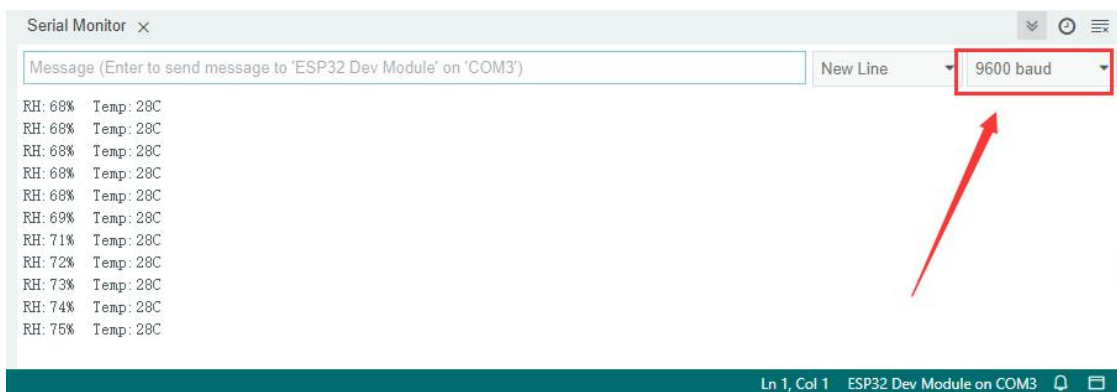 Serial Monitor
Message (Enter to send message to 'ESP32 Dev Module' on 'COM3')
New Line
9600 baud
RH: 68% Temp: 28C
RH: 68% Temp: 28C
RH: 68% Temp: 28C
RH: 68% Temp: 28C
RH: 68% Temp: 28C
RH: 69% Temp: 28C
RH: 71% Temp: 28C
RH: 72% Temp: 28C
RH: 73% Temp: 28C
RH: 74% Temp: 28C
RH: 75% Temp: 28C
Ln 1, Col 1 ESP32 Dev Module on COM3